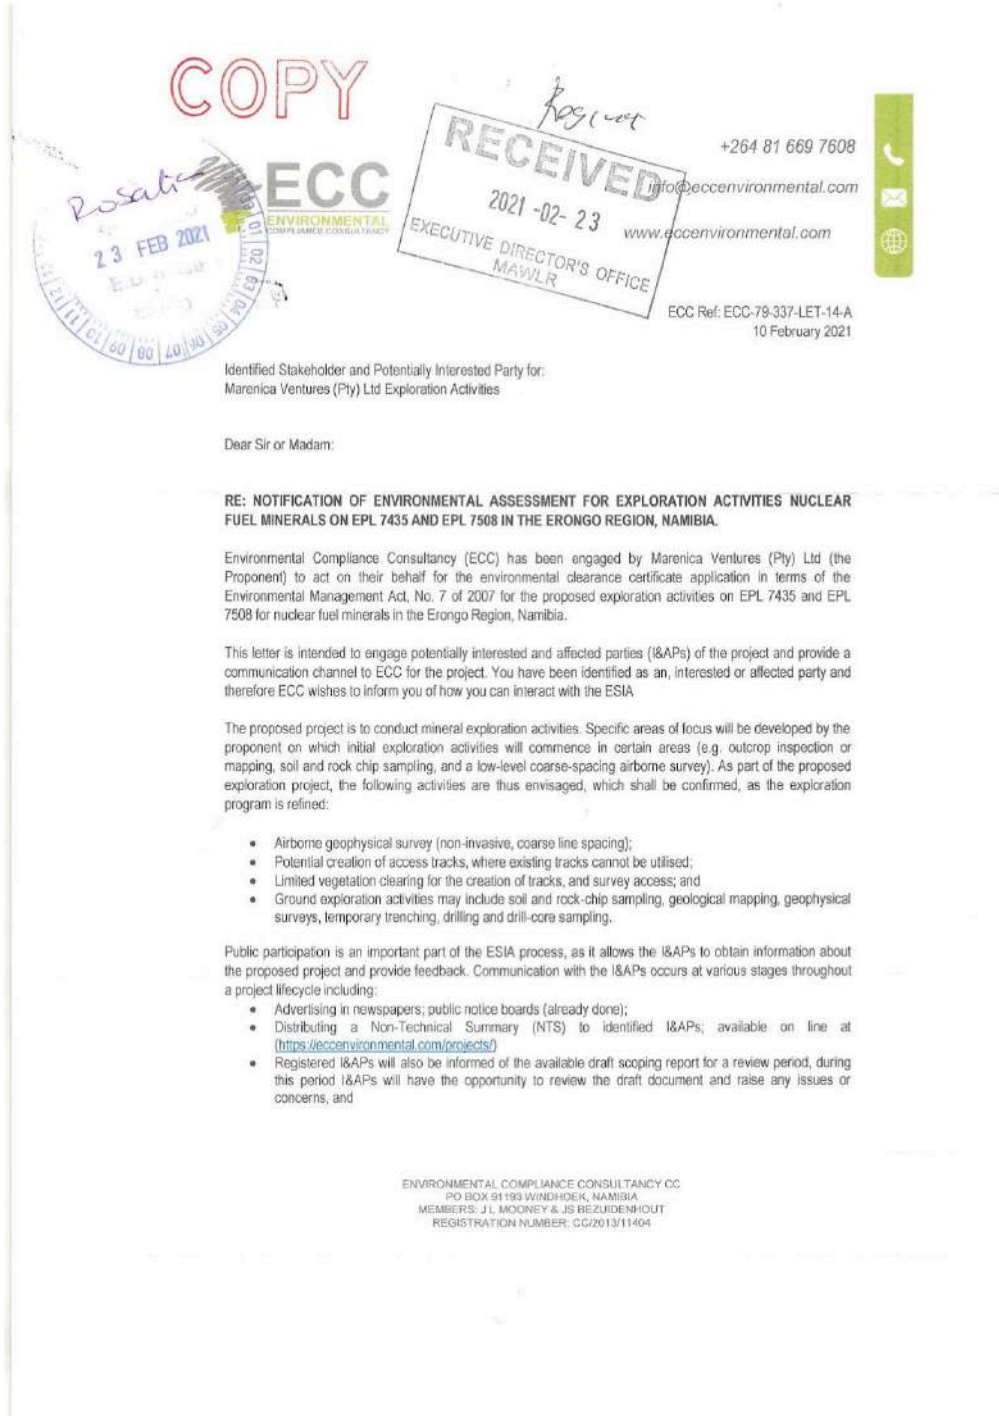 COPY
RECEIVED
2021 -02- 23
EXECUTIVE DIRECTOR'S OFFICE
MAWLR
Rosalia
23 FEB 2021
01 02 03 04 05 06 07 08 09 10 11 12
ECC
ENVIRONMENTAL
COMPLIANCE CONSULTANCY
+264 81 669 7608
info@eccenvironmental.com
www.eccenvironmental.com
ECC Ref: ECC-79-337-LET-14-A
10 February 2021
Identified Stakeholder and Potentially Interested Party for:
Marenica Ventures (Pty) Ltd Exploration Activities
Dear Sir or Madam:
RE: NOTIFICATION OF ENVIRONMENTAL ASSESSMENT FOR EXPLORATION ACTIVITIES NUCLEAR
FUEL MINERALS ON EPL 7435 AND EPL 7508 IN THE ERONGO REGION, NAMIBIA.
Environmental Compliance Consultancy (ECC) has been engaged by Marenica Ventures (Pty) Ltd (the
Proponent) to act on their behalf for the environmental clearance certificate application in terms of the
Environmental Management Act, No. 7 of 2007 for the proposed exploration activities on EPL 7435 and EPL
7508 for nuclear fuel minerals in the Erongo Region, Namibia.
This letter is intended to engage potentially interested and affected parties (I&APs) of the project and provide a
communication channel to ECC for the project. You have been identified as an, interested or affected party and
therefore ECC wishes to inform you of how you can interact with the ESIA
The proposed project is to conduct mineral exploration activities. Specific areas of focus will be developed by the
proponent on which initial exploration activities will commence in certain areas (e.g. outcrop inspection or
mapping, soil and rock chip sampling, and a low-level coarse-spacing airborne survey). As part of the proposed
exploration project, the following activities are thus envisaged, which shall be confirmed, as the exploration
program is refined:
• Airborne geophysical survey (non-invasive, coarse line spacing);
• Potential creation of access tracks, where existing tracks cannot be utilised;
• Limited vegetation clearing for the creation of tracks, and survey access; and
• Ground exploration activities may include soil and rock-chip sampling, geological mapping, geophysical
surveys, temporary trenching, drilling and drill-core sampling.
Public participation is an important part of the ESIA process, as it allows the I&APs to obtain information about
the proposed project and provide feedback. Communication with the I&APs occurs at various stages throughout
a project lifecycle including:
• Advertising in newspapers; public notice boards (already done);
• Distributing a Non-Technical Summary (NTS) to identified I&APs; available on line at
(https://eccenvironmental.com/projects/)
• Registered I&APs will also be informed of the available draft scoping report for a review period, during
this period I&APs will have the opportunity to review the draft document and raise any issues or
concerns, and
ENVIRONMENTAL COMPLIANCE CONSULTANCY CC
PO BOX 91193 WINDHOEK, NAMIBIA
MEMBERS: J L MOONEY & JS BEZUIDENHOUT
REGISTRATION NUMBER: CC/2013/11404